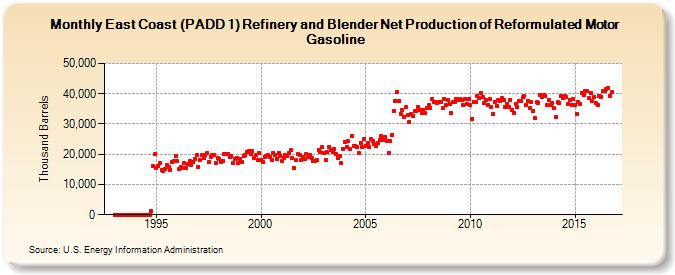 Monthly East Coast (PADD 1) Refinery and Blender Net Production of Reformulated Motor
Gasoline
Thousand Barrels
50,000
40,000
30,000
20,000
10,000
0
1995
2000
2005
2010
2015
Source: U.S. Energy Information Administration